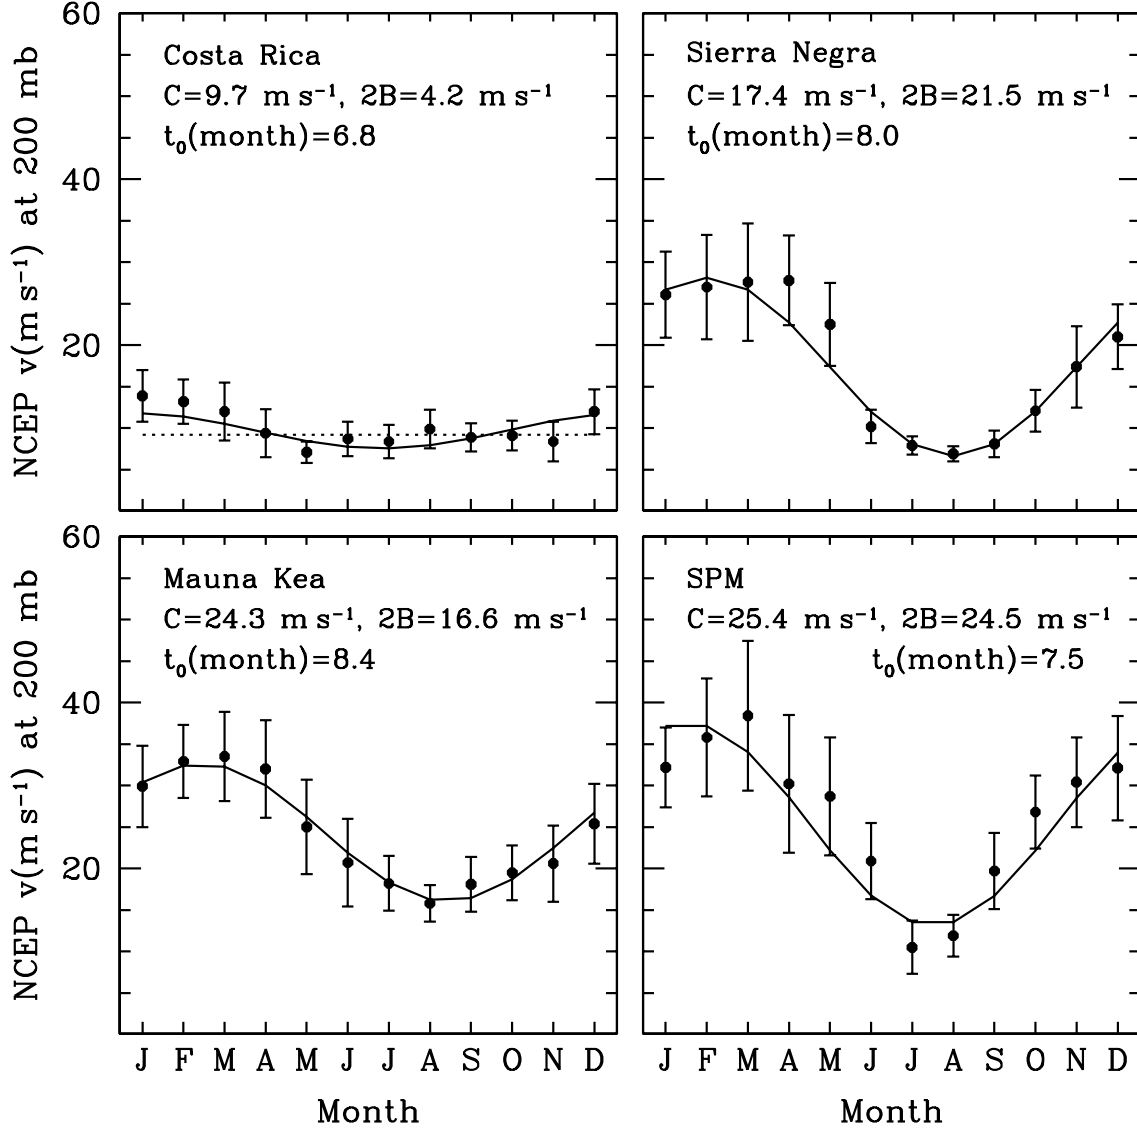 60
40
20
NCEP v(m s⁻¹) at 200 mb
Costa Rica
C=9.7 m s⁻¹, 2B=4.2 m s⁻¹
t₀(month)=6.8
Sierra Negra
C=17.4 m s⁻¹, 2B=21.5 m s⁻¹
t₀(month)=8.0
60
40
20
NCEP v(m s⁻¹) at 200 mb
Mauna Kea
C=24.3 m s⁻¹, 2B=16.6 m s⁻¹
t₀(month)=8.4
SPM
C=25.4 m s⁻¹, 2B=24.5 m s⁻¹
t₀(month)=7.5
J F M A M J J A S O N D
J F M A M J J A S O N D
Month
Month